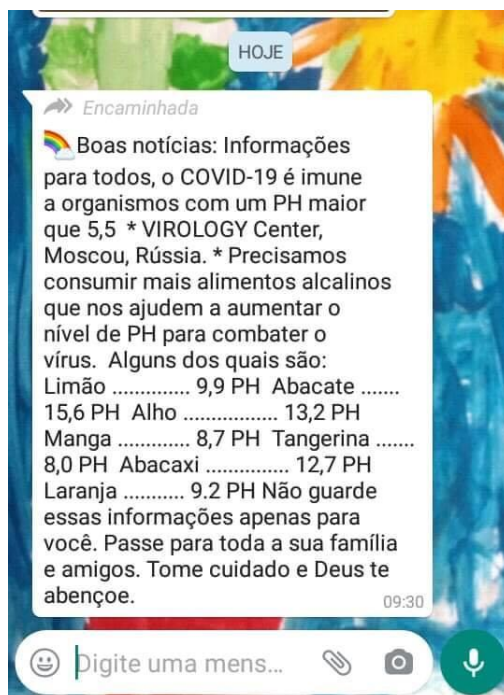 HOJE
Encaminhada
Boas notícias: Informações
para todos, o COVID-19 é imune
a organismos com um PH maior
que 5,5 * VIROLOGY Center,
Moscou, Rússia. * Precisamos
consumir mais alimentos alcalinos
que nos ajudem a aumentar o
nível de PH para combater o
vírus. Alguns dos quais são:
Limão .............. 9,9 PH Abacate .......
15,6 PH Alho ................. 13,2 PH
Manga ............. 8,7 PH Tangerina .......
8,0 PH Abacaxi ............... 12,7 PH
Laranja ......... 9.2 PH Não guarde
essas informações apenas para
você. Passe para toda a sua família
e amigos. Tome cuidado e Deus te
abençoe.
09:30
Digite uma mens...